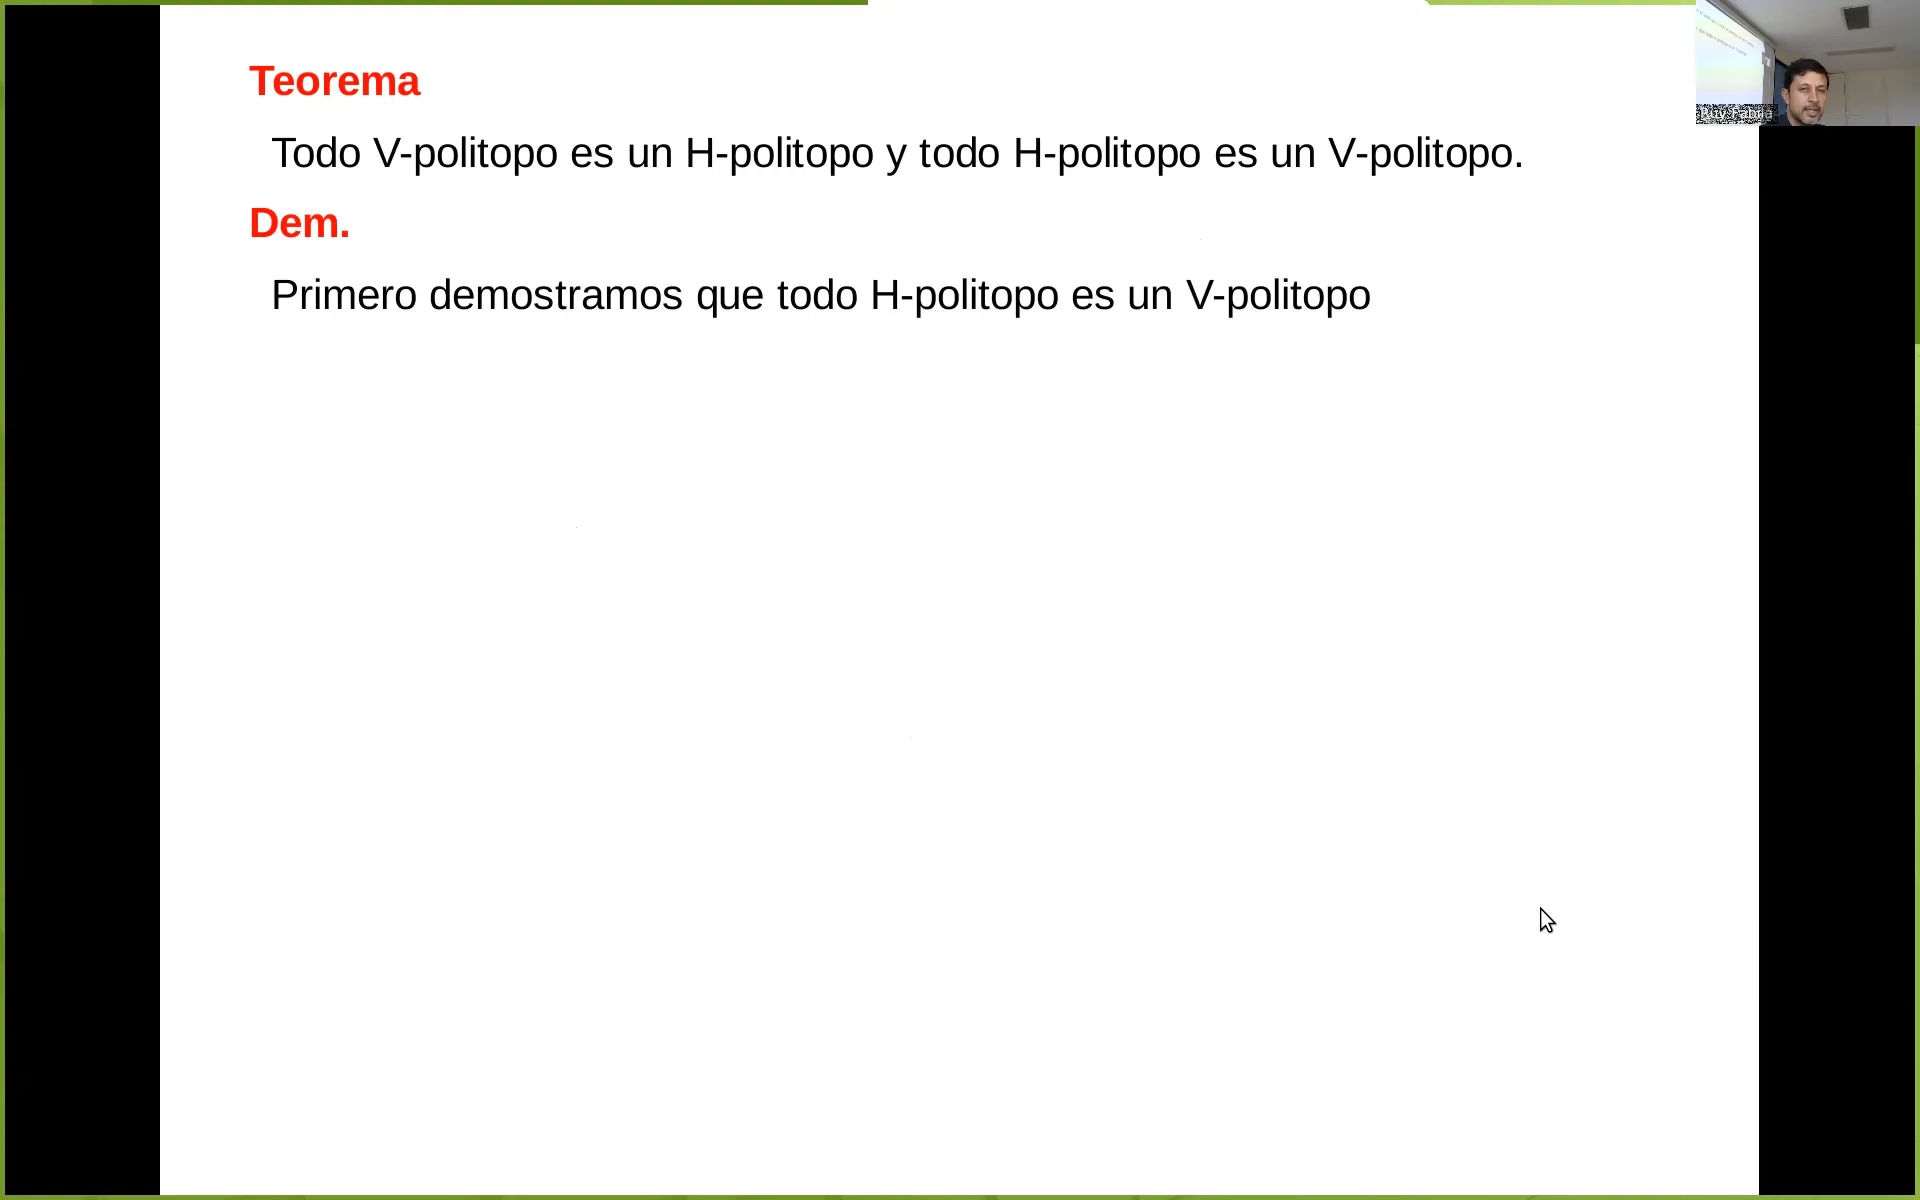 Teorema
Todo V-politopo es un H-politopo y todo H-politopo es un V-politopo.
Dem.
Primero demostramos que todo H-politopo es un V-politopo